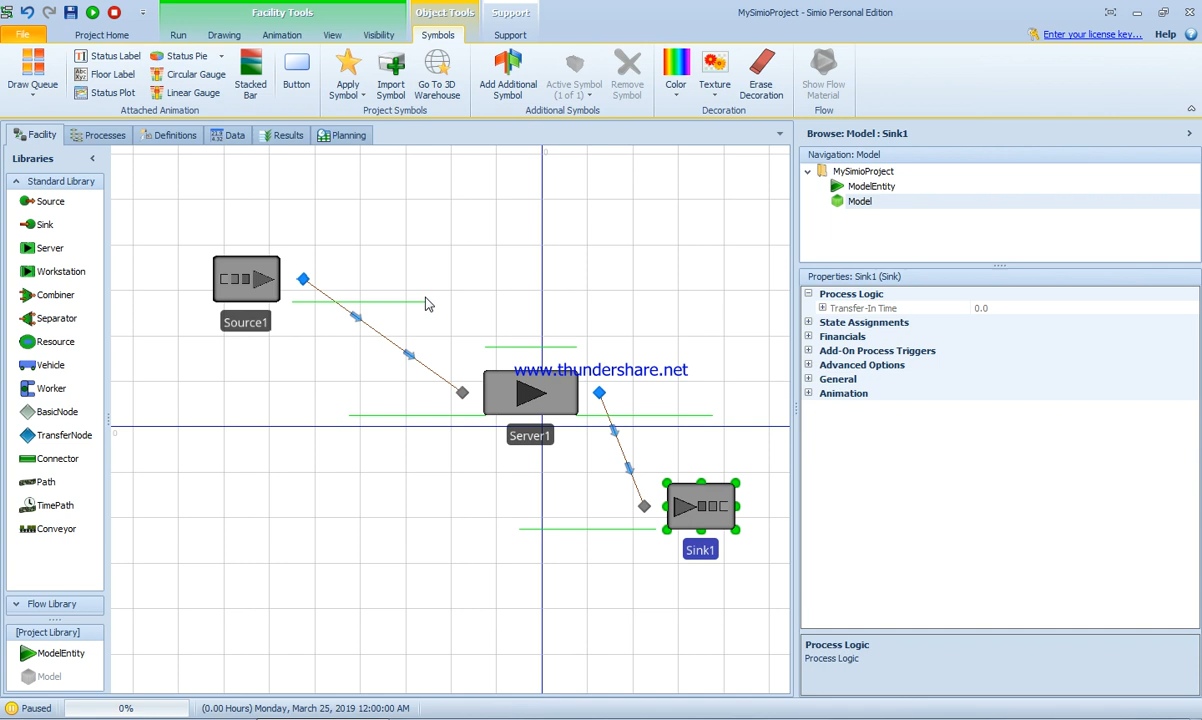 Facility Tools
Object Tools
Support
MySimioProject - Simio Personal Edition
File
Project Home
Run
Drawing
Animation
View
Visibility
Symbols
Support
Enter your license key...
Help
Draw Queue
Status Label
Floor Label
Status Plot
Status Pie
Circular Gauge
Linear Gauge
Stacked Bar
Button
Attached Animation
Apply Symbol
Import Symbol
Go To 3D Warehouse
Project Symbols
Add Additional Symbol
Active Symbol (1 of 1)
Remove Symbol
Additional Symbols
Color
Texture
Erase Decoration
Decoration
Show Flow Material
Flow
Facility
Processes
Definitions
Data
Results
Planning
Libraries
Standard Library
Source
Sink
Server
Workstation
Combiner
Separator
Resource
Vehicle
Worker
BasicNode
TransferNode
Connector
Path
TimePath
Conveyor
Flow Library
[Project Library]
ModelEntity
Model
0
0
Source1
www.thundershare.net
Server1
Sink1
Browse: Model : Sink1
Navigation: Model
MySimioProject
ModelEntity
Model
Properties: Sink1 (Sink)
Process Logic
Transfer-In Time 0.0
State Assignments
Financials
Add-On Process Triggers
Advanced Options
General
Animation
Process Logic
Process Logic
Paused
0%
(0.00 Hours) Monday, March 25, 2019 12:00:00 AM